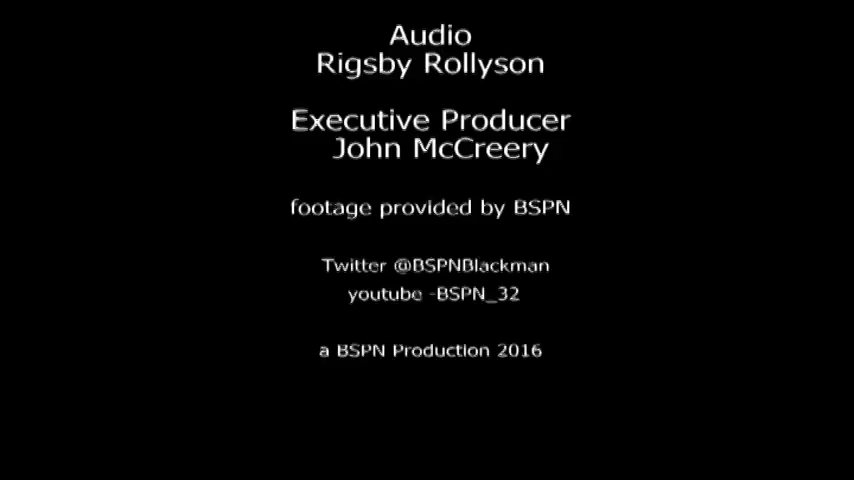 Audio
Rigsby Rollyson
Executive Producer
John McCreery
footage provided by BSPN
Twitter @BSPNBlackman
youtube -BSPN_32
a BSPN Production 2016